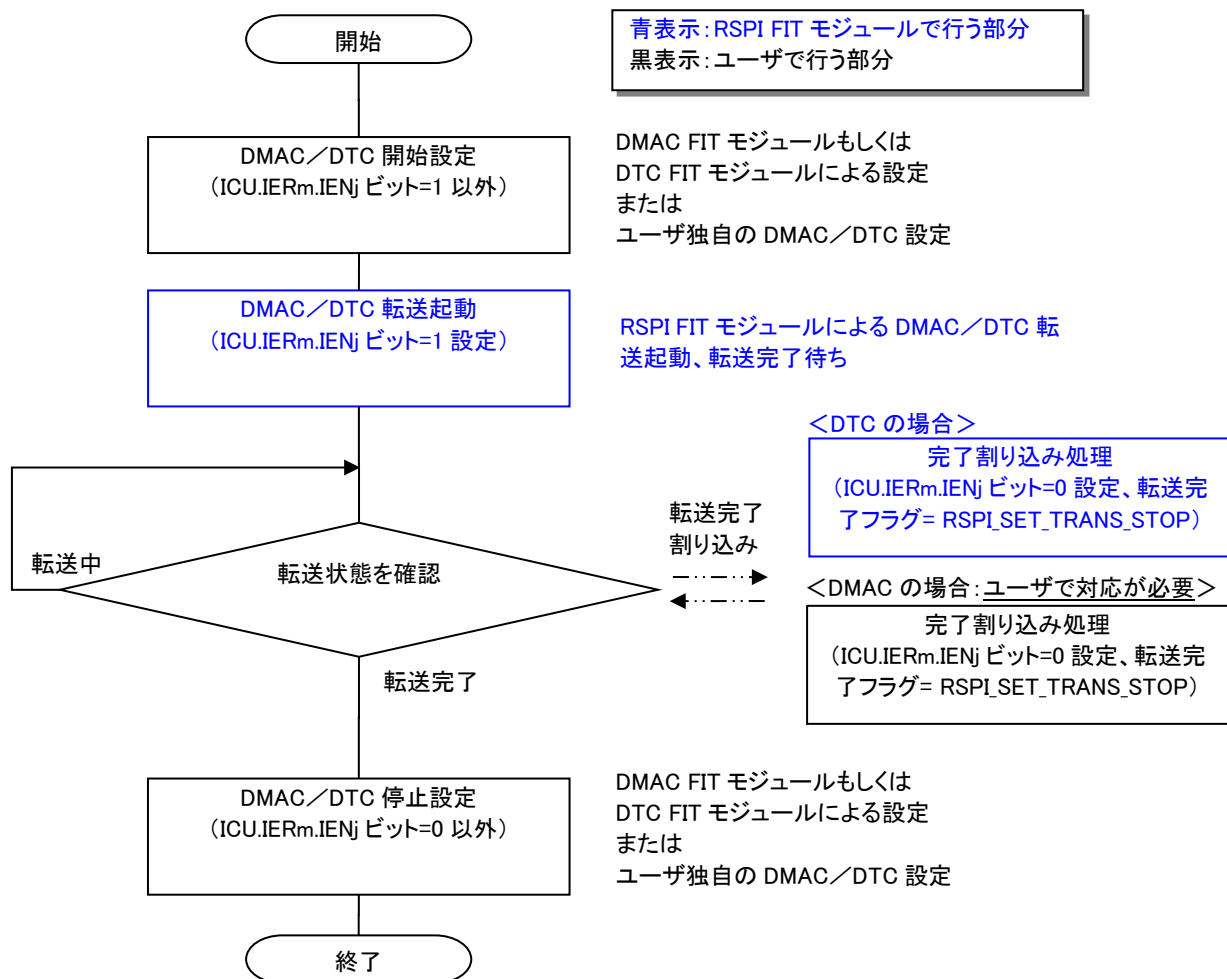 開始
青表示：RSPI FIT モジュールで行う部分
黒表示：ユーザで行う部分
DMAC／DTC 開始設定
（ICU.IERm.IENj ビット=1 以外）
DMAC FIT モジュールもしくは
DTC FIT モジュールによる設定
または
ユーザ独自の DMAC／DTC 設定
DMAC／DTC 転送起動
（ICU.IERm.IENj ビット=1 設定）
RSPI FIT モジュールによる DMAC／DTC 転
送起動、転送完了待ち
＜DTC の場合＞
完了割り込み処理
（ICU.IERm.IENj ビット=0 設定、転送完
了フラグ= RSPI_SET_TRANS_STOP）
転送完了
割り込み
転送中
転送状態を確認
＜DMAC の場合：ユーザで対応が必要＞
完了割り込み処理
（ICU.IERm.IENj ビット=0 設定、転送完
了フラグ= RSPI_SET_TRANS_STOP）
転送完了
DMAC／DTC 停止設定
（ICU.IERm.IENj ビット=0 以外）
DMAC FIT モジュールもしくは
DTC FIT モジュールによる設定
または
ユーザ独自の DMAC／DTC 設定
終了